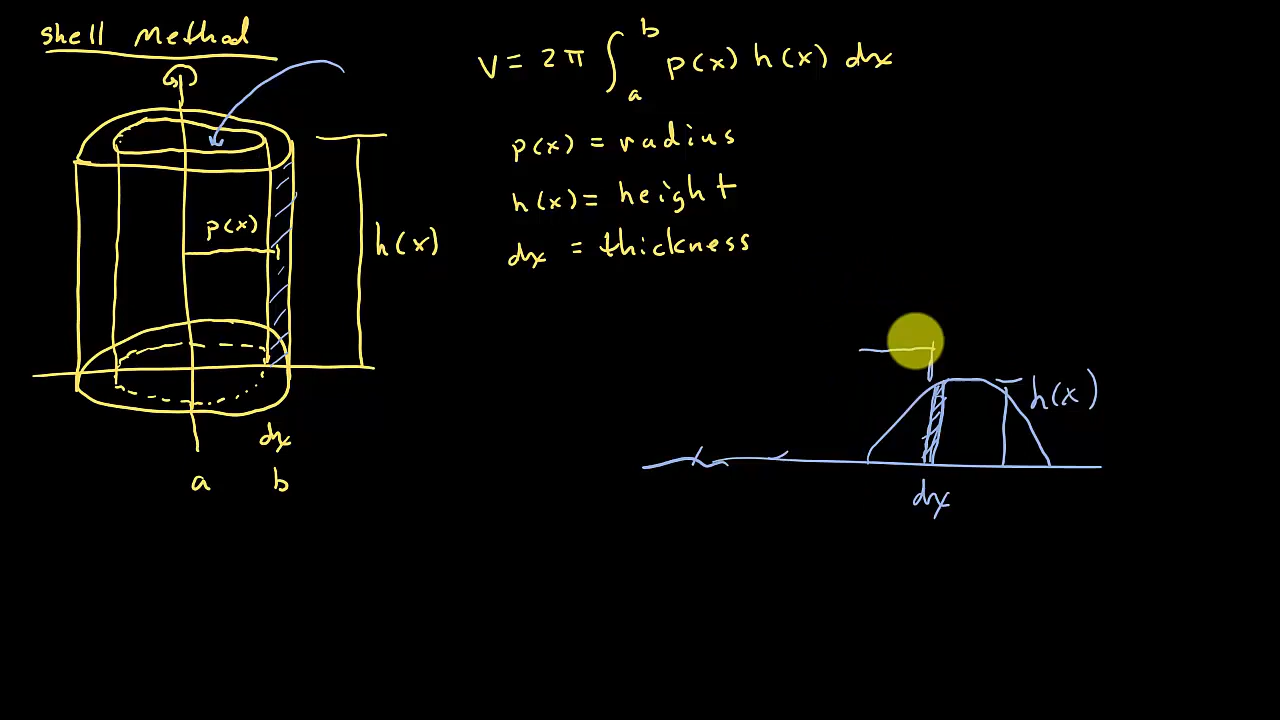 shell method
V = 2π ∫ₐᵇ p(x) h(x) dx
p(x) = radius
h(x) = height
dx = thickness
p(x)
h(x)
dx
a b
h(x)
dx